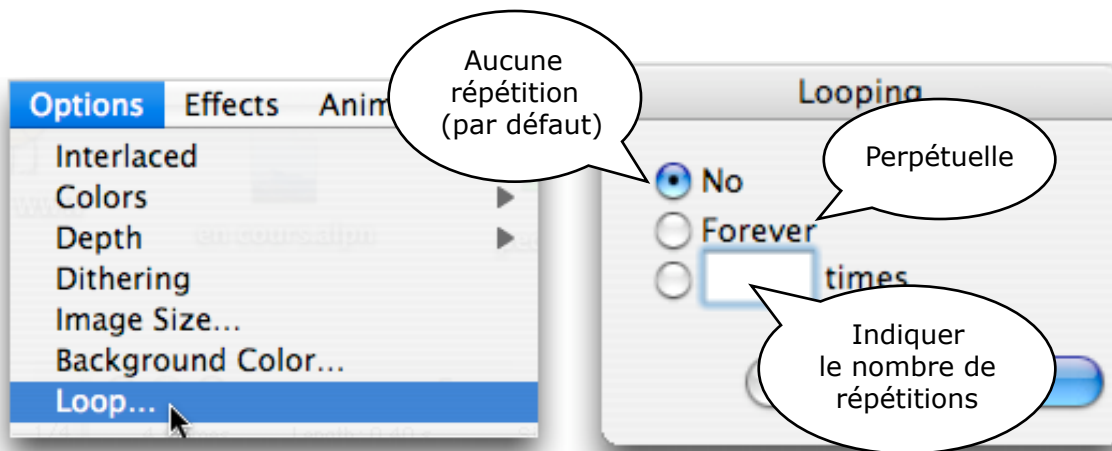 Options Effects Anim
Interlaced
Colors
Depth
Dithering
Image Size...
Background Color...
Loop...
Aucune
répétition
(par défaut)
Looping
No
Perpétuelle
Forever
times
Indiquer
le nombre de
répétitions